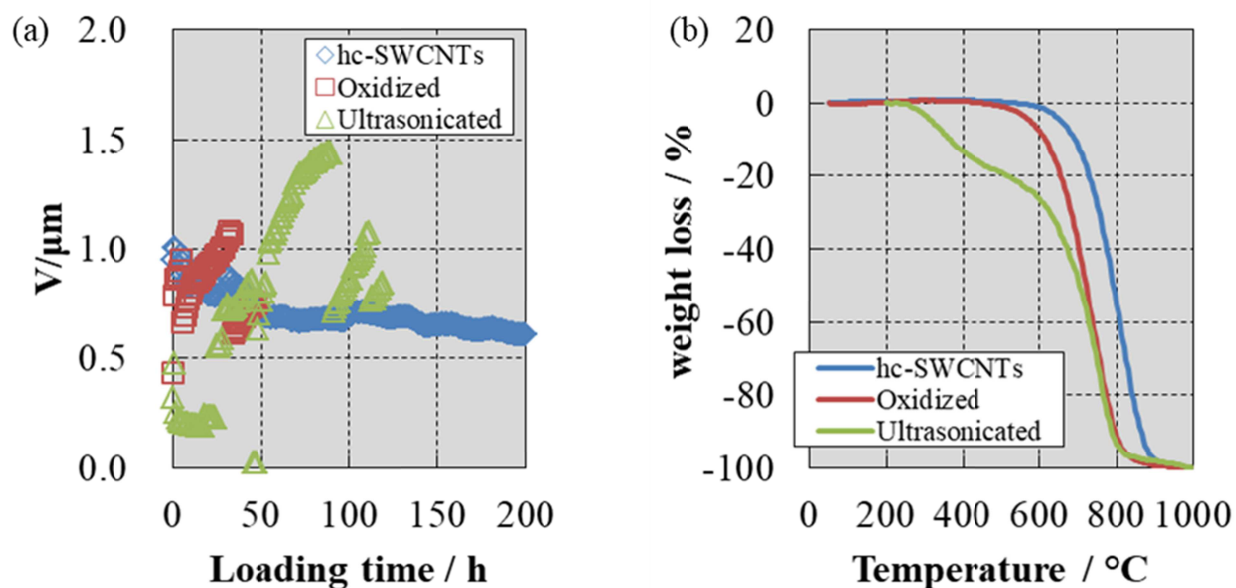 (a)
2.0
1.5
1.0
0.5
0.0
V/µm
hc-SWCNTs
Oxidized
Ultrasonicated
0 50 100 150 200
Loading time / h
(b)
20
0
-20
-40
-60
-80
-100
weight loss / %
hc-SWCNTs
Oxidized
Ultrasonicated
0 200 400 600 800 1000
Temperature / °C